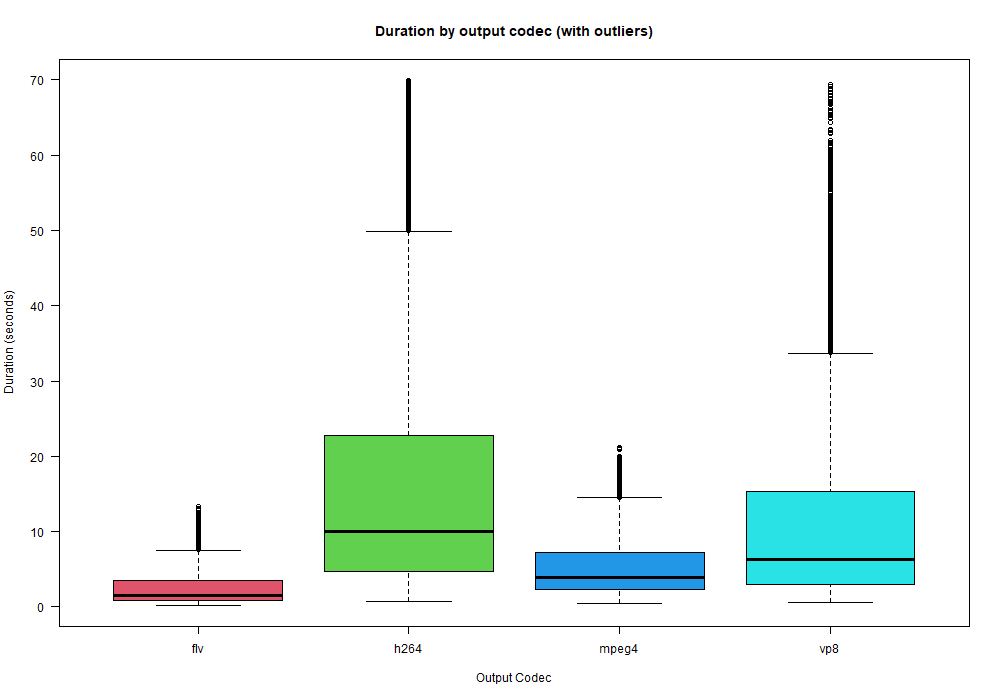 Duration by output codec (with outliers)
70
60
50
40
30
20
10
0
Duration (seconds)
flv
h264
mpeg4
vp8
Output Codec